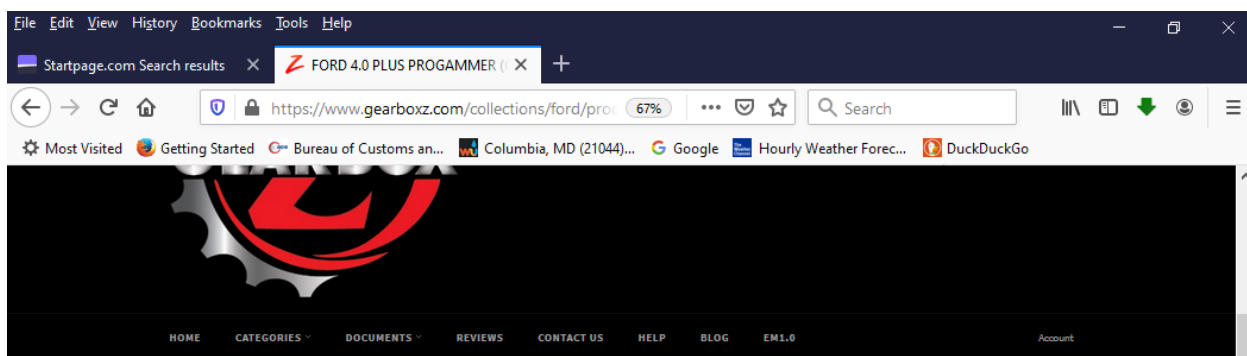 File Edit View History Bookmarks Tools Help
Startpage.com Search results FORD 4.0 PLUS PROGAMMER (
https://www.gearboxz.com/collections/ford/proc 67% Search
Most Visited Getting Started Bureau of Customs an... Columbia, MD (21044)... Google Hourly Weather Forec... DuckDuckGo
GEARBOX
Z
HOME CATEGORIES DOCUMENTS REVIEWS CONTACT US HELP BLOG EM1.0 Account